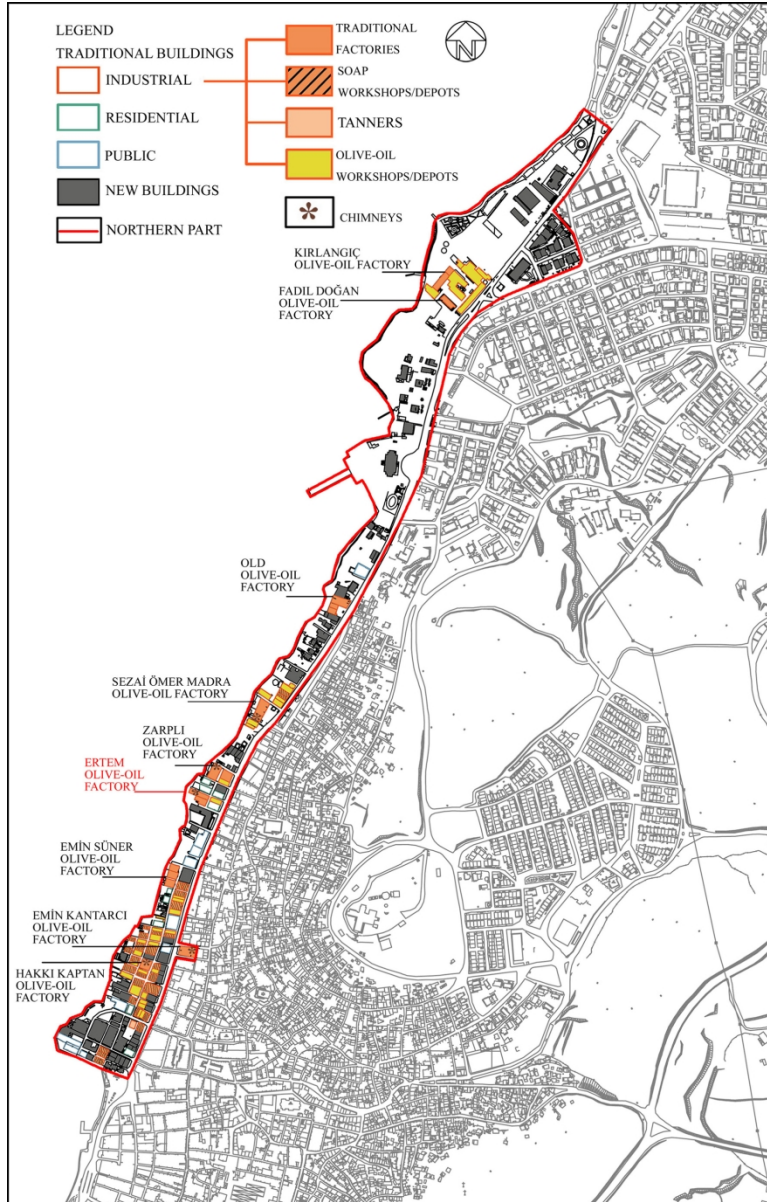 LEGEND
TRADITIONAL BUILDINGS
INDUSTRIAL
RESIDENTIAL
PUBLIC
NEW BUILDINGS
NORTHERN PART
TRADITIONAL
FACTORIES
SOAP
WORKSHOPS/DEPOTS
TANNERS
OLIVE-OIL
WORKSHOPS/DEPOTS
CHIMNEYS
N
KIRLANGIÇ
OLIVE-OIL FACTORY
FADIL DOĞAN
OLIVE-OIL
FACTORY
OLD
OLIVE-OIL
FACTORY
SEZAİ ÖMER MADRA
OLIVE-OIL FACTORY
ZARPLI
OLIVE-OIL
FACTORY
ERTEM
OLIVE-OIL
FACTORY
EMİN SÜNER
OLIVE-OIL
FACTORY
EMİN KANTARCI
OLIVE-OIL
FACTORY
HAKKI KAPTAN
OLIVE-OIL
FACTORY